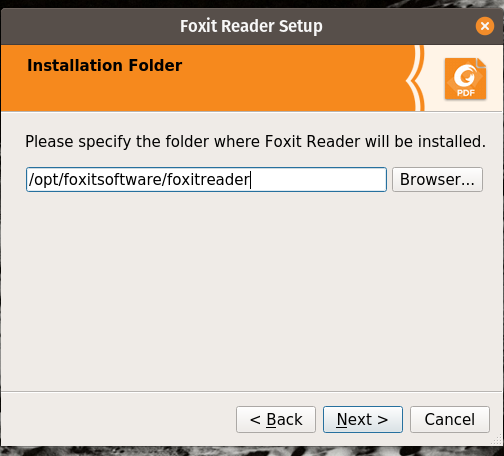 Foxit Reader Setup
Installation Folder
PDF
Please specify the folder where Foxit Reader will be installed.
/opt/foxitsoftware/foxitreader
Browser...
< Back
Next >
Cancel